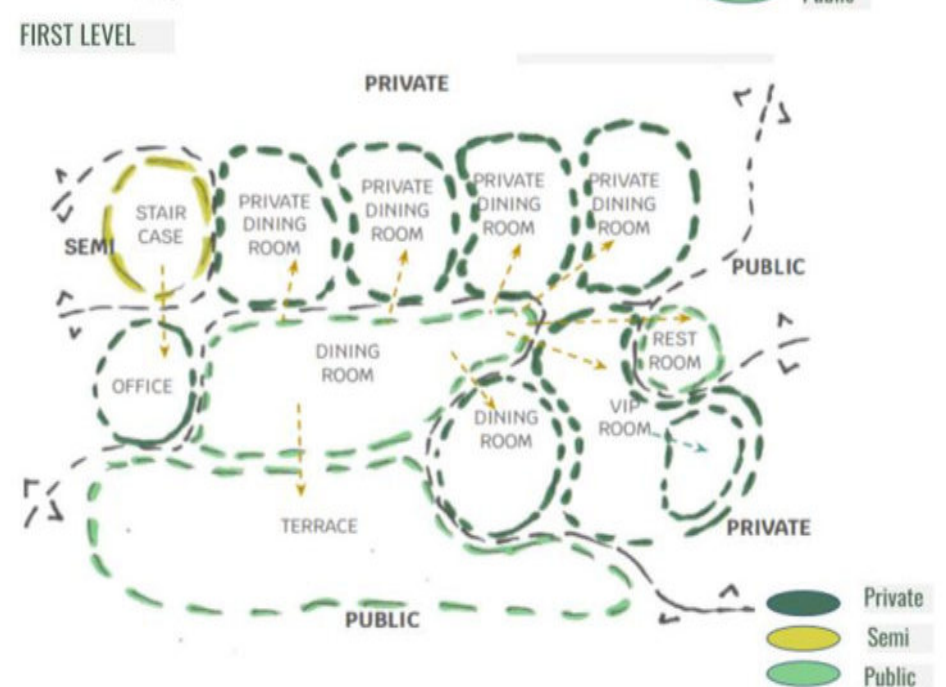 Public
FIRST LEVEL
PRIVATE
STAIR
CASE
SEMI
PRIVATE
DINING
ROOM
PRIVATE
DINING
ROOM
PRIVATE
DINING
ROOM
PRIVATE
DINING
ROOM
PUBLIC
OFFICE
DINING
ROOM
REST
ROOM
DINING
ROOM
VIP
ROOM
TERRACE
PRIVATE
PUBLIC
Private
Semi
Public